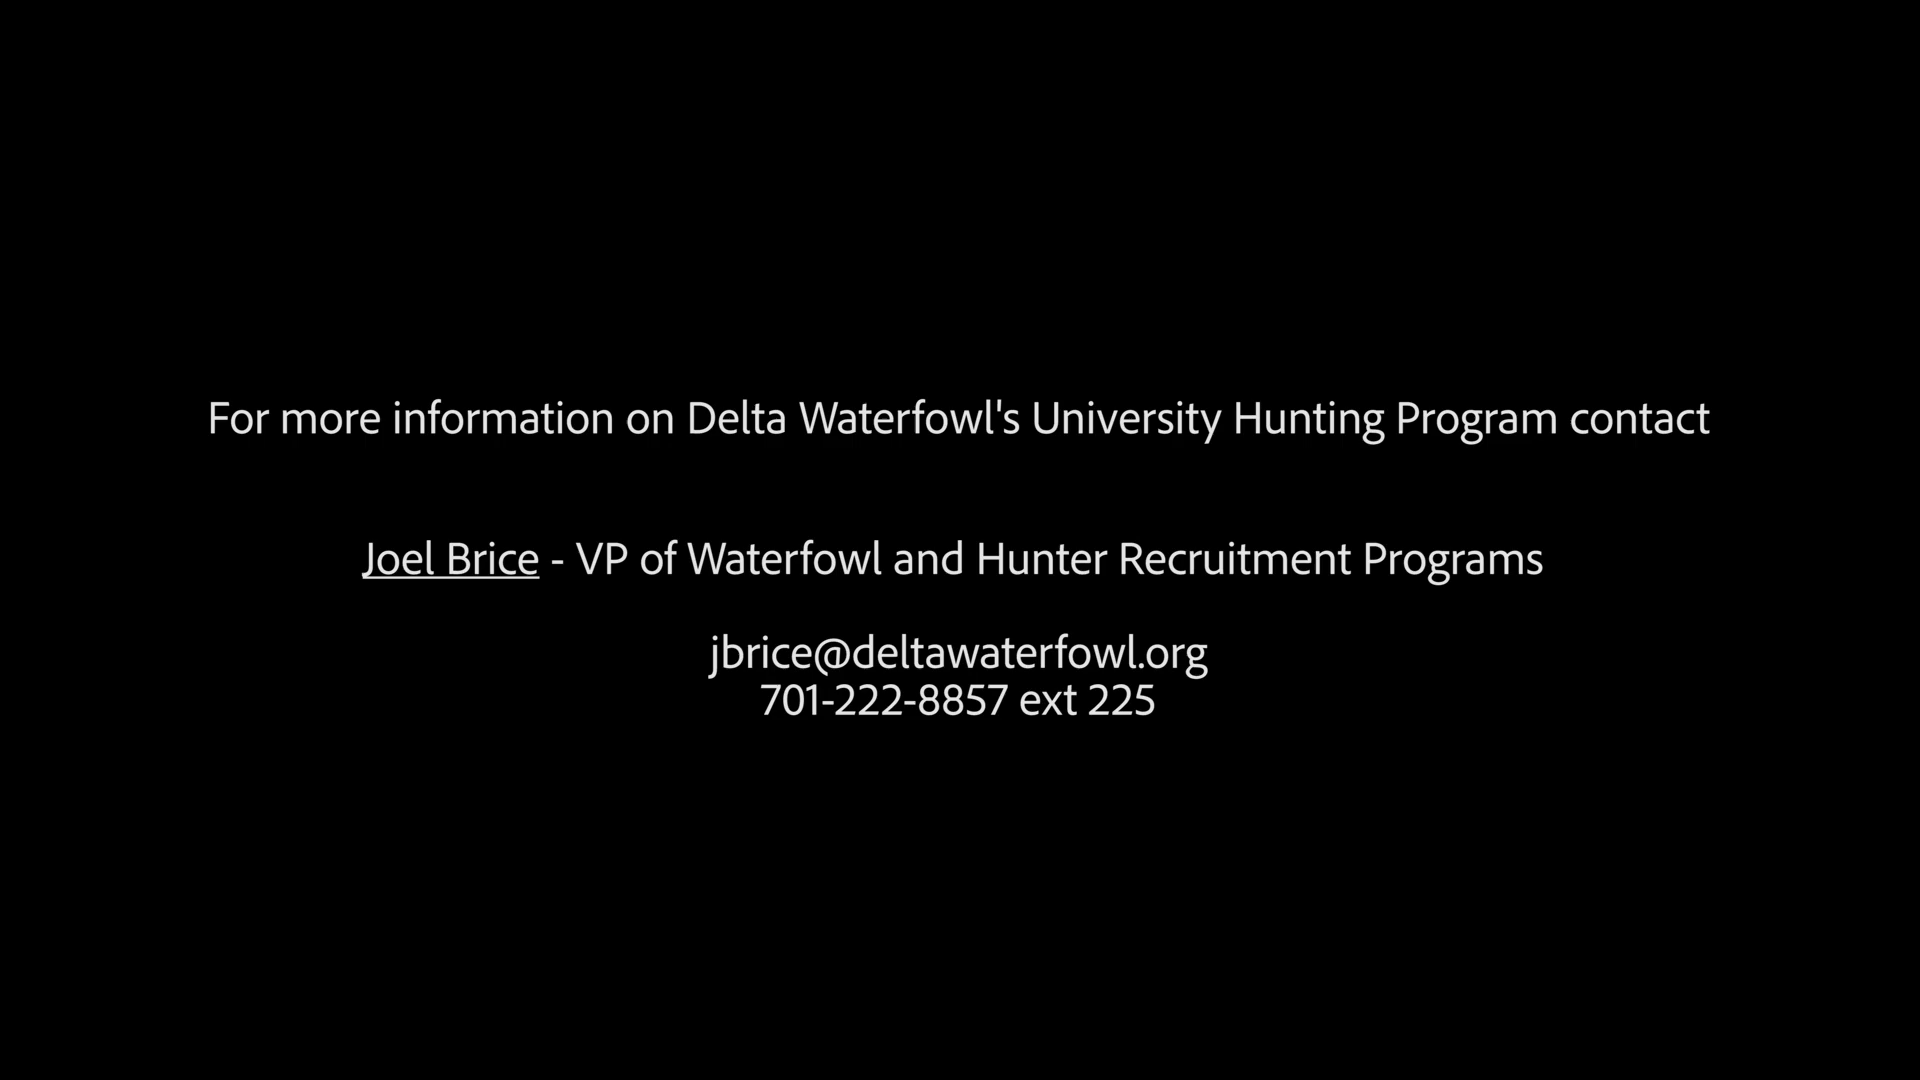 For more information on Delta Waterfowl's University Hunting Program contact
Joel Brice - VP of Waterfowl and Hunter Recruitment Programs
jbrice@deltawaterfowl.org
701-222-8857 ext 225